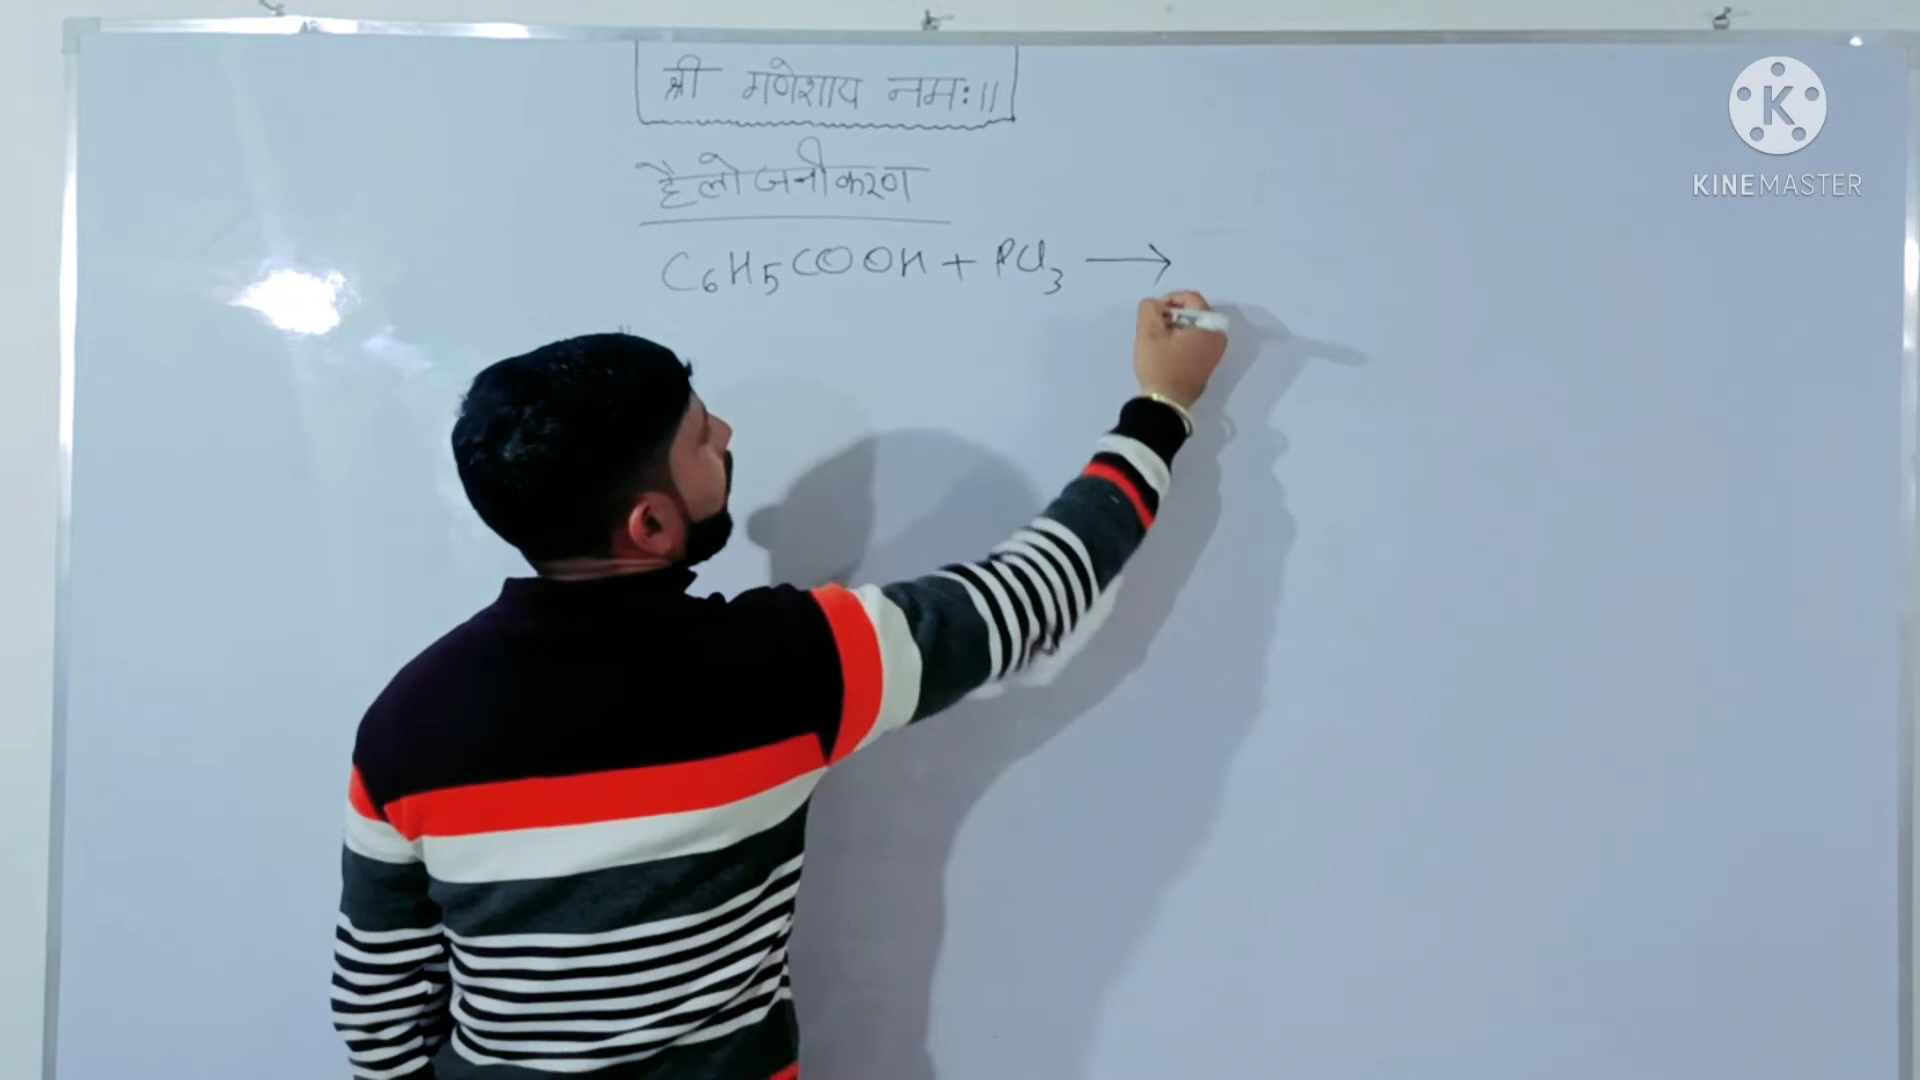 श्री गणेशाय नमः॥
हैलोजनीकरण
C₆H₅COOH + PCl₃ ⟶
K
KINEMASTER